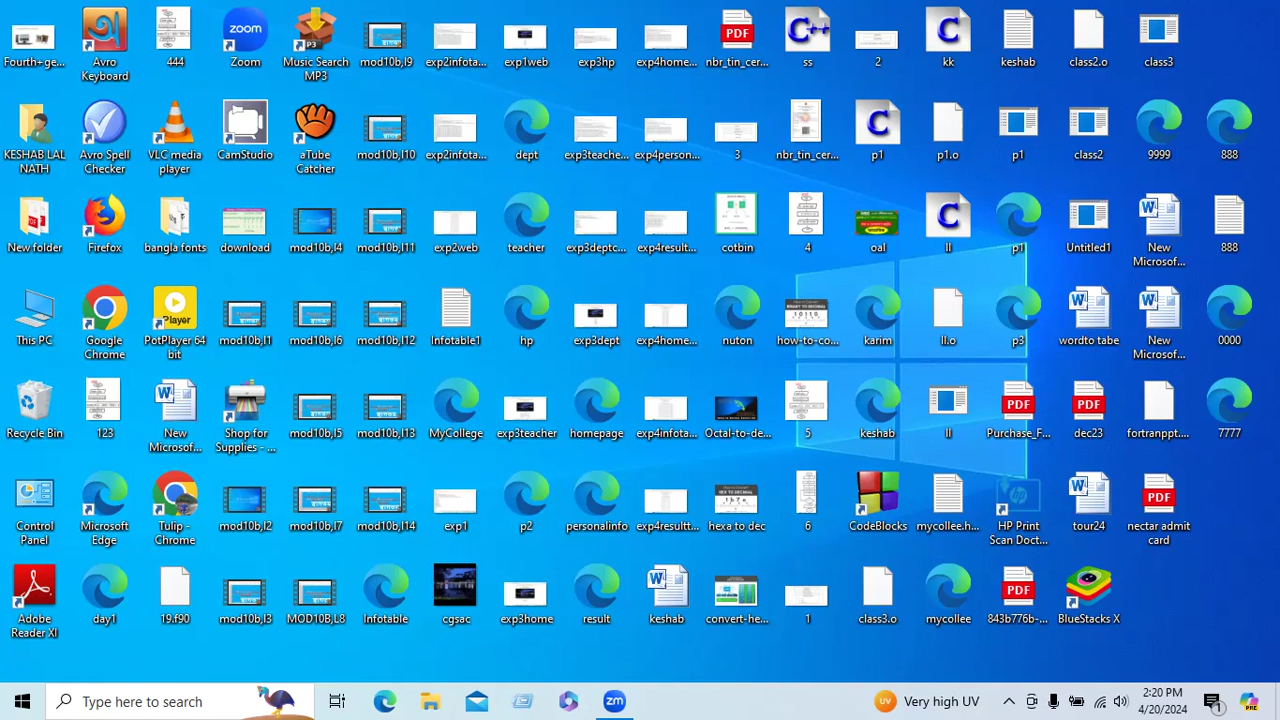 Fourth+ge...
Avro
Keyboard
444
Zoom
Music Search
MP3
mod10b,l9
exp2infota...
exp1web
exp3hp
exp4home...
nbr_tin_cer...
ss
2
kk
keshab
class2.o
class3
KESHAB LAL
NATH
Avro Spell
Checker
VLC media
player
CamStudio
aTube
Catcher
mod10b,l10
exp2infota...
dept
exp3teache...
exp4person...
3
nbr_tin_cer...
p1
p1.o
p1
class2
9999
888
New folder
Firefox
bangla fonts
download
mod10b,l4
mod10b,l11
exp2web
teacher
exp3deptc...
exp4result...
cotbin
4
oal
ll
p1
Untitled1
New
Microsof...
888
This PC
Google
Chrome
PotPlayer 64
bit
mod10b,l1
mod10b,l6
mod10b,l12
Infotable1
hp
exp3dept
exp4home...
nuton
how-to-co...
karim
ll.o
p3
wordto tabe
New
Microsof...
0000
Recycle Bin
123
New
Microsof...
Shop for
Supplies - ...
mod10b,l5
mod10b,l13
MyCollege
exp3teacher
homepage
exp4infota...
Octal-to-de...
5
keshab
ll
Purchase_F...
dec23
fortranppt....
7777
Control
Panel
Microsoft
Edge
Tulip -
Chrome
mod10b,l2
mod10b,l7
mod10b,l14
exp1
p2
personalinfo
exp4resultt...
hexa to dec
6
CodeBlocks
mycollee.h...
HP Print
Scan Doct...
tour24
nectar admit
card
Adobe
Reader XI
day1
19.f90
mod10b,l3
MOD10B,L8
Infotable
cgsac
exp3home
result
keshab
convert-he...
1
class3.o
mycollee
843b776b-...
BlueStacks X
Type here to search
zm
UV
Very high UV
2:20 PM
4/20/2024
1
PRE